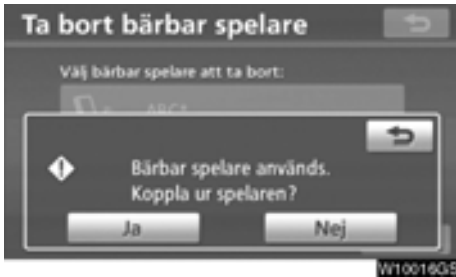 Ta bort bärbar spelare
Välj bärbar spelare att ta bort:
ABC*
Bärbar spelare används.
Koppla ur spelaren?
Ja Nej
W10016GS